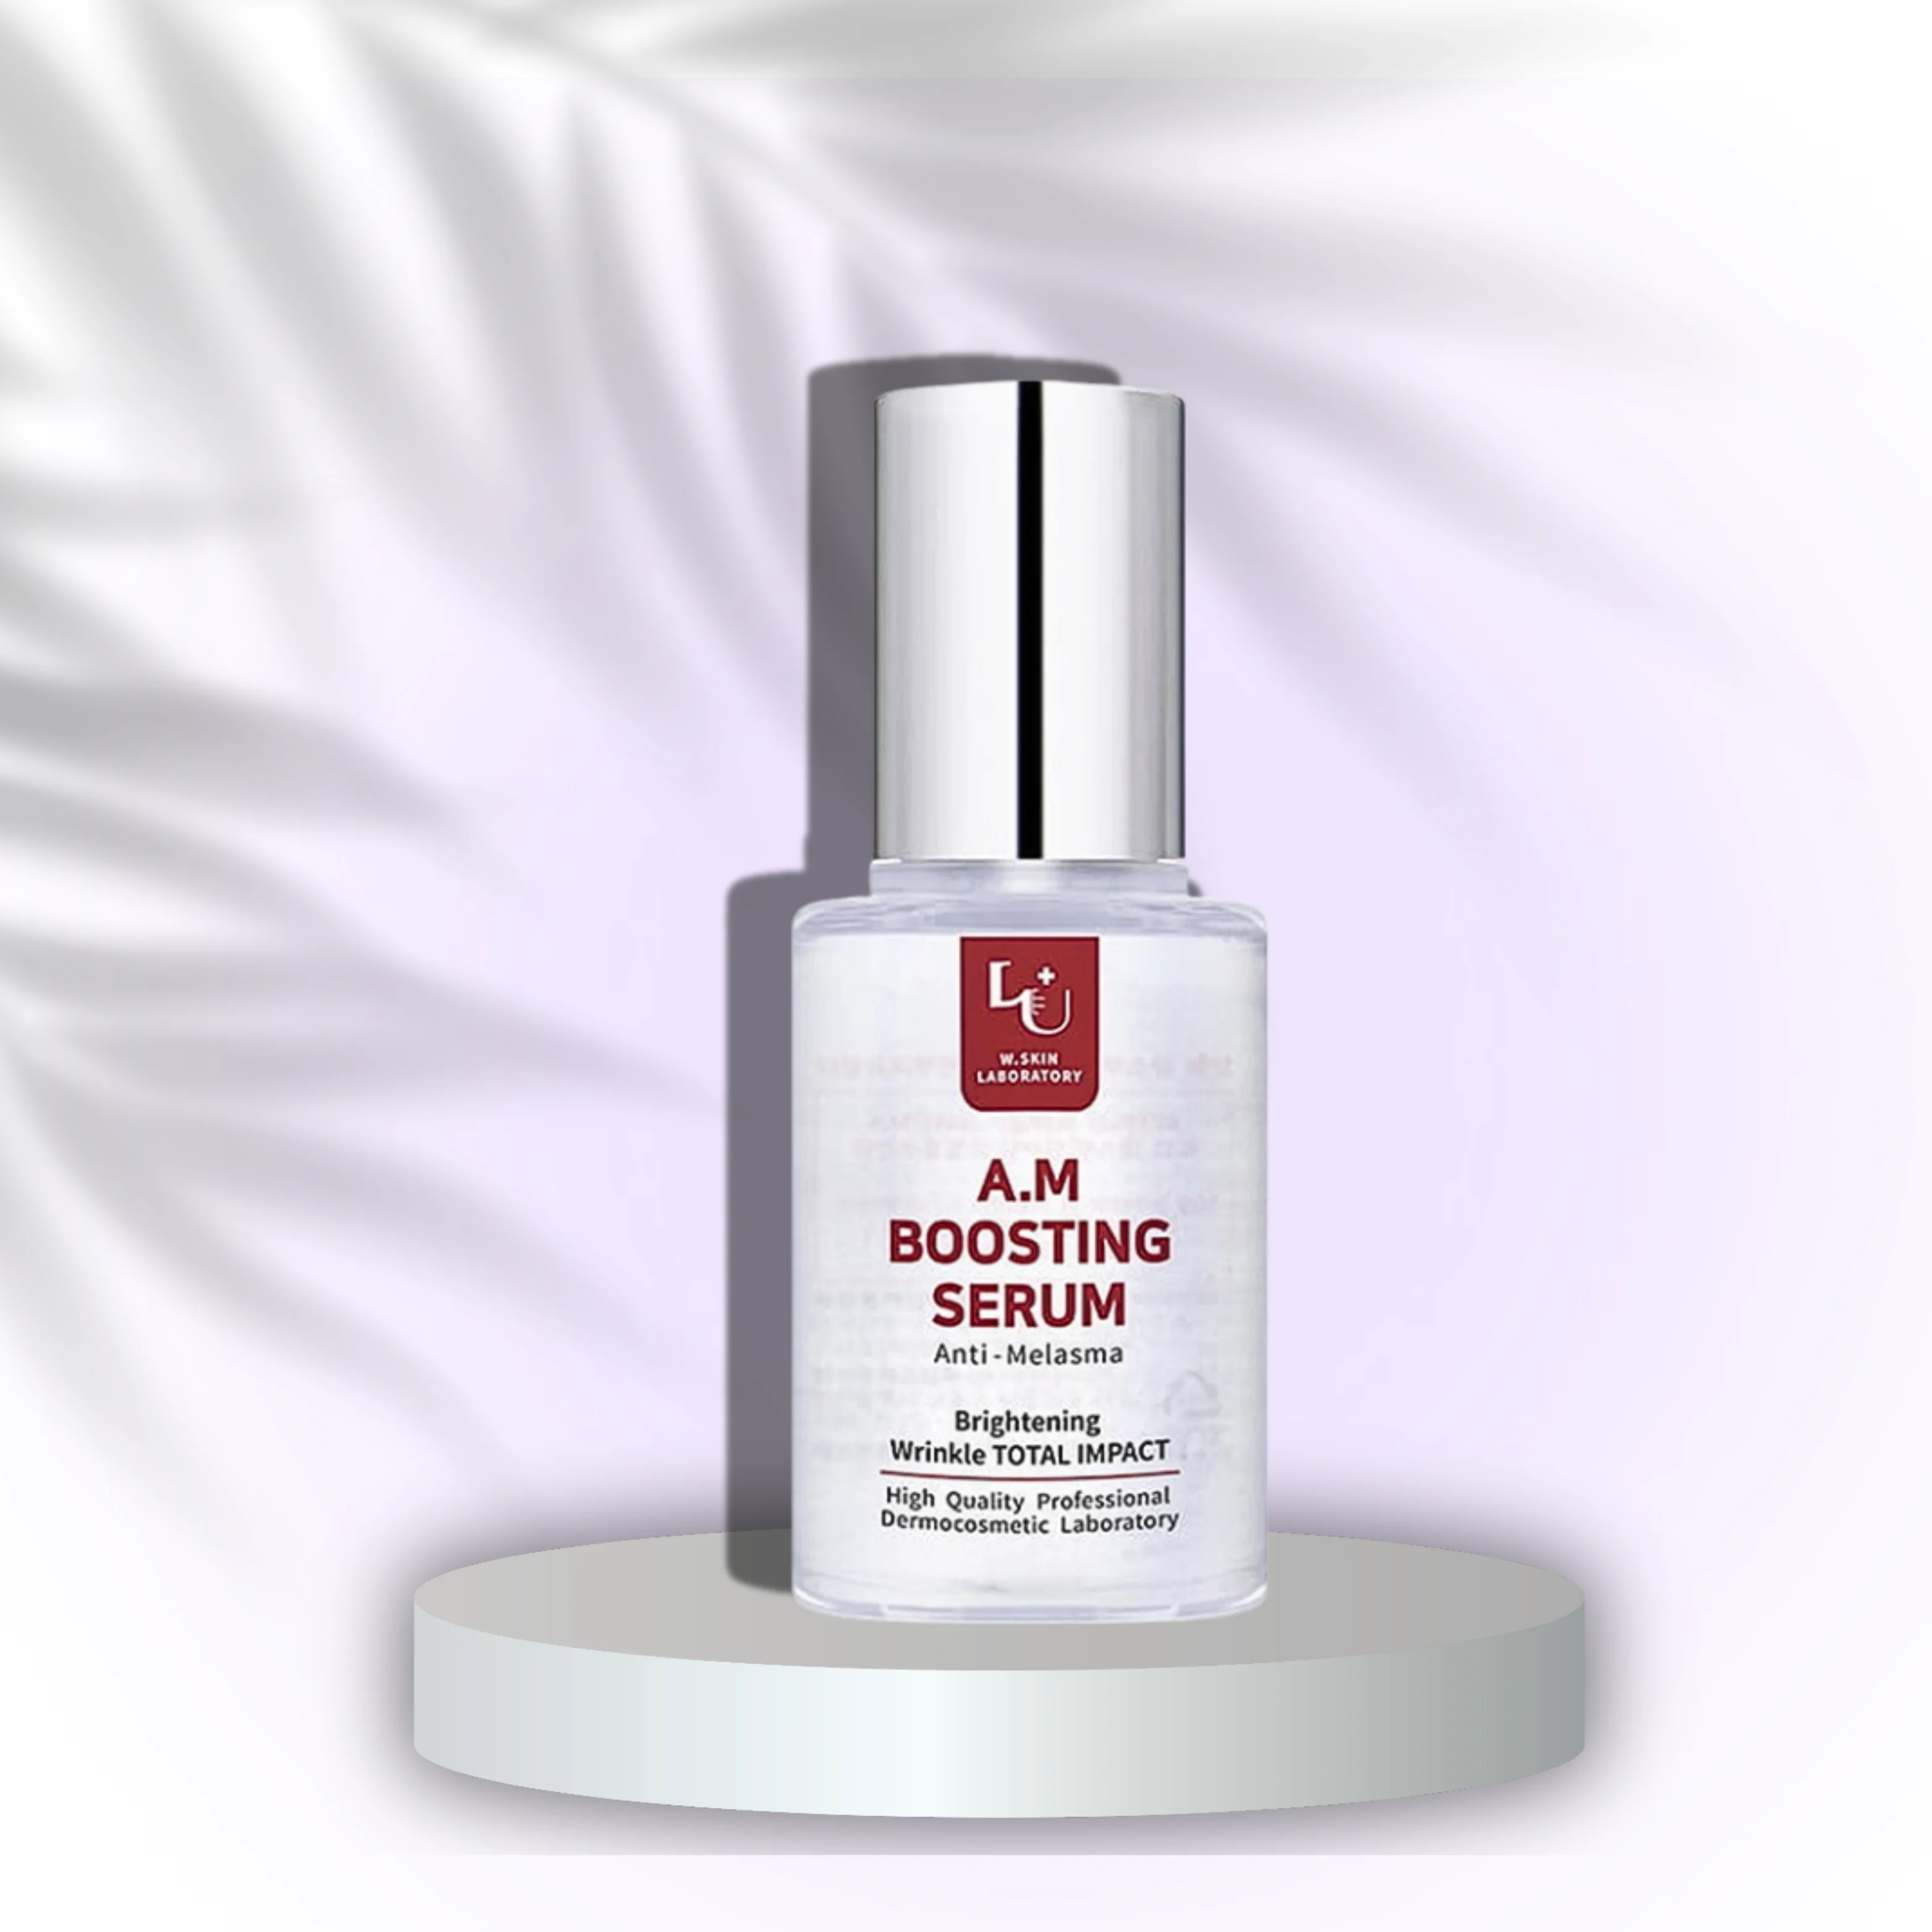 W.SKIN
LABORATORY
A.M
BOOSTING
SERUM
Anti-Melasma
Brightening
Wrinkle TOTAL IMPACT
High Quality Professional
Dermocosmetic Laboratory